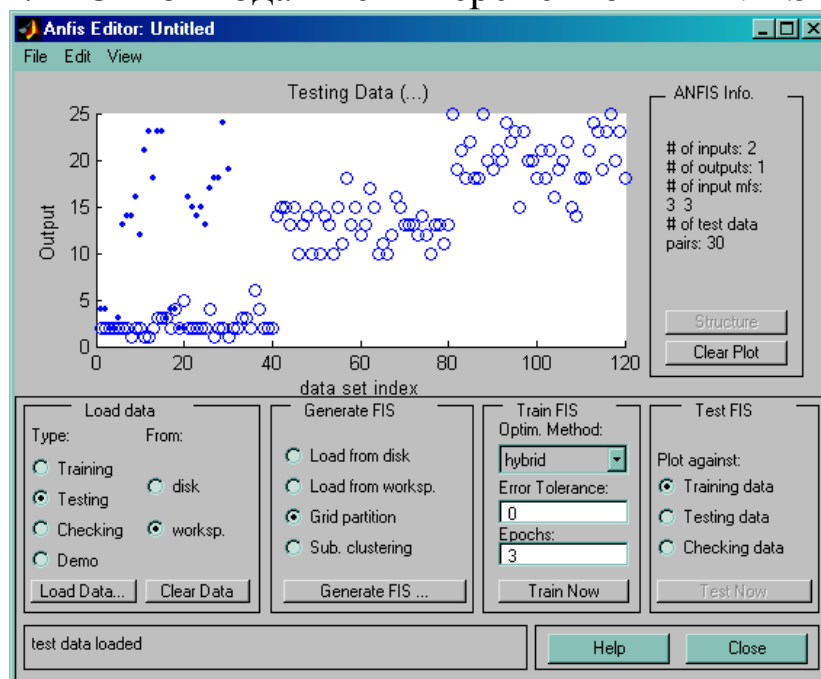 Anfis Editor: Untitled
File Edit View
Testing Data (...)
25
20
15
10
5
0
Output
0 20 40 60 80 100 120
data set index
ANFIS Info.
# of inputs: 2
# of outputs: 1
# of input mfs:
3 3
# of test data
pairs: 30
Structure
Clear Plot
Load data
Type: From:
Training
Testing
Checking
Demo
disk
worksp.
Load Data... Clear Data
Generate FIS
Load from disk
Load from worksp.
Grid partition
Sub. clustering
Generate FIS ...
Train FIS
Optim. Method:
hybrid
Error Tolerance:
0
Epochs:
3
Train Now
Test FIS
Plot against:
Training data
Testing data
Checking data
Test Now
test data loaded
Help
Close